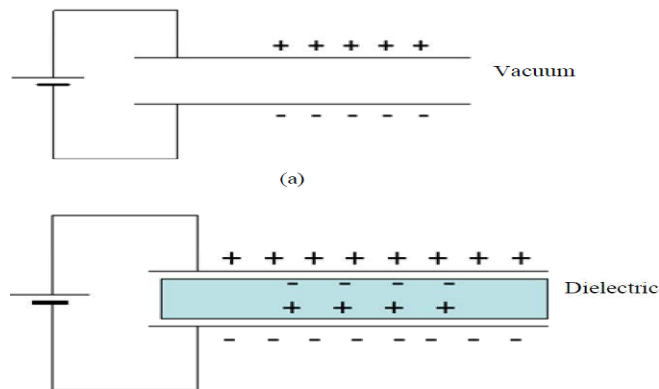 + + + + +
Vacuum
- - - - -
(a)
+ + + + + + + +
- - - -
Dielectric
+ + + +
- - - - - - - -